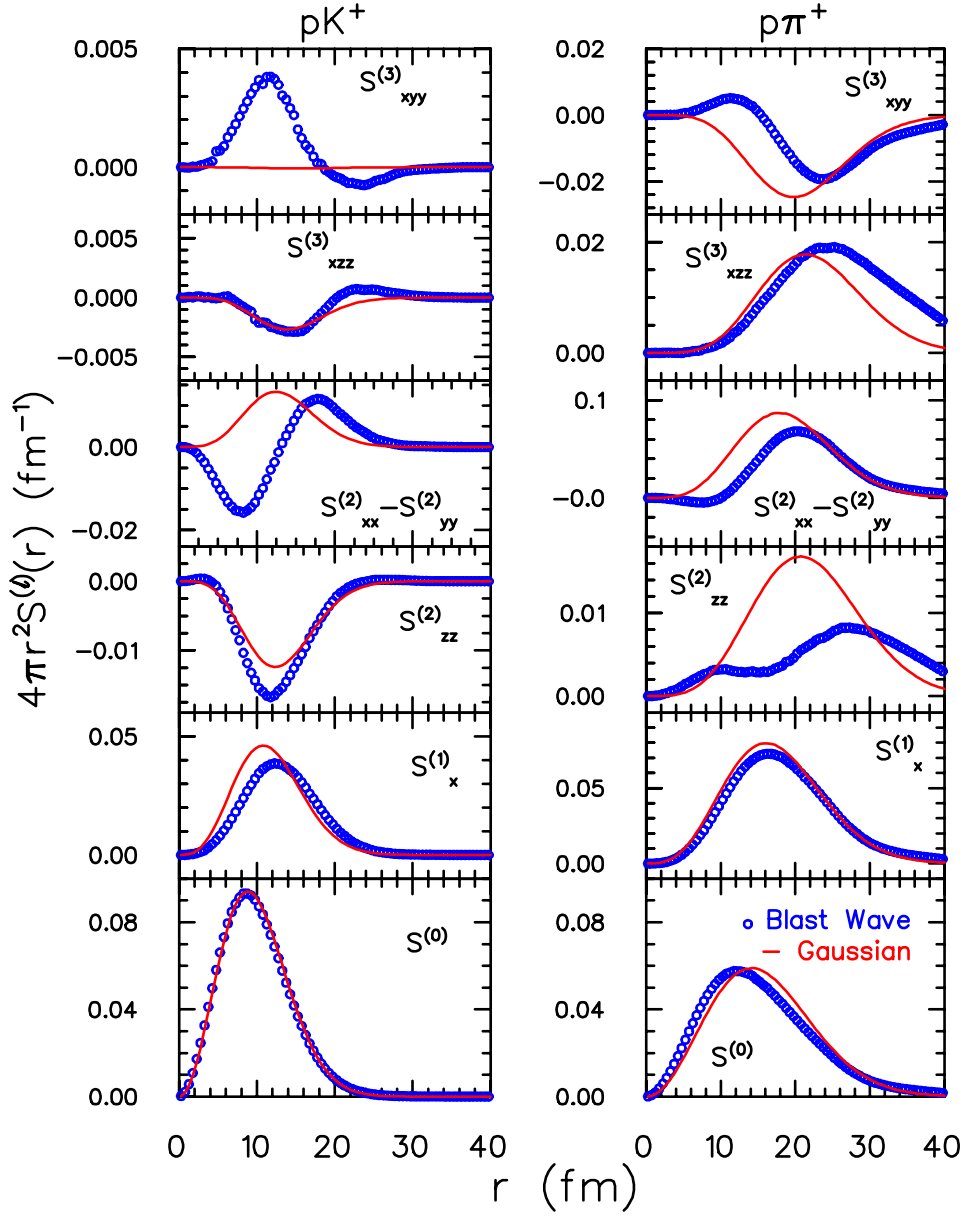 pK⁺ pπ⁺
0.005
0.000
S⁽³⁾xyy
0.02
0.00
−0.02
S⁽³⁾xyy
0.005
0.000
−0.005
S⁽³⁾xzz
0.02
0.00
S⁽³⁾xzz
0.00
−0.02
S⁽²⁾xx−S⁽²⁾yy
0.1
−0.0
S⁽²⁾xx−S⁽²⁾yy
0.00
−0.01
S⁽²⁾zz
0.01
0.00
S⁽²⁾zz
0.05
0.00
S⁽¹⁾x
0.05
0.00
S⁽¹⁾x
0.08
0.04
0.00
S⁽⁰⁾
0.08
0.04
0.00
Blast Wave
Gaussian
S⁽⁰⁾
0 10 20 30 40 0 10 20 30 40
r (fm)
4πr²S⁽ℓ⁾(r) (fm⁻¹)